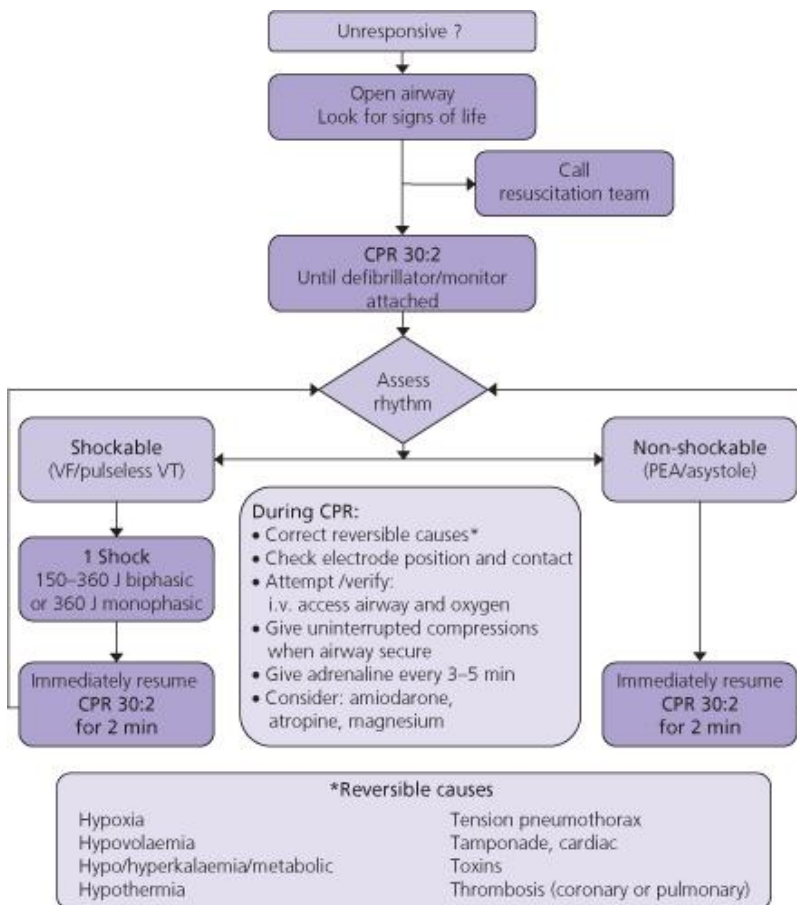 Unresponsive ?
Open airway
Look for signs of life
Call
resuscitation team
CPR 30:2
Until defibrillator/monitor
attached
Assess
rhythm
Shockable
(VF/pulseless VT)
Non-shockable
(PEA/asystole)
1 Shock
150–360 J biphasic
or 360 J monophasic
Immediately resume
CPR 30:2
for 2 min
During CPR:
• Correct reversible causes*
• Check electrode position and contact
• Attempt /verify:
i.v. access airway and oxygen
• Give uninterrupted compressions
when airway secure
• Give adrenaline every 3–5 min
• Consider: amiodarone,
atropine, magnesium
Immediately resume
CPR 30:2
for 2 min
*Reversible causes
Hypoxia
Hypovolaemia
Hypo/hyperkalaemia/metabolic
Hypothermia
Tension pneumothorax
Tamponade, cardiac
Toxins
Thrombosis (coronary or pulmonary)